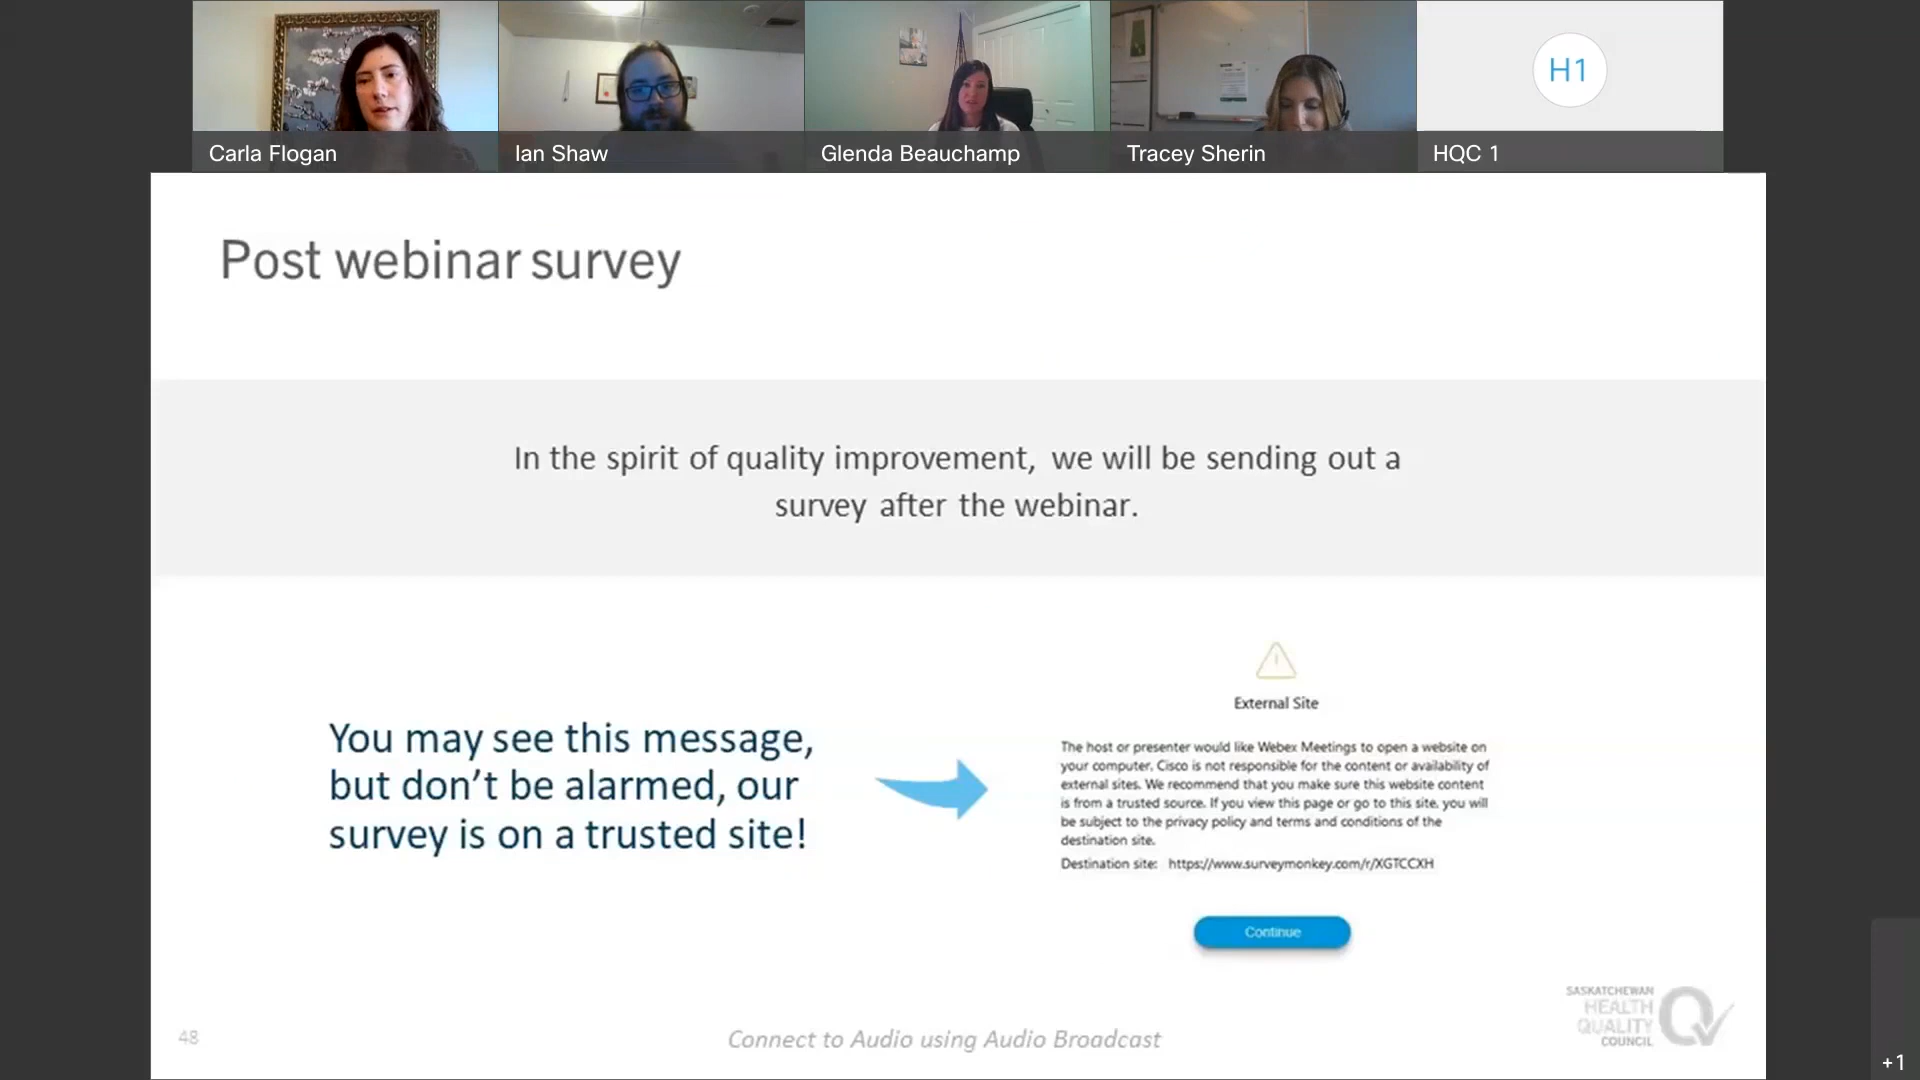 Carla Flogan
Ian Shaw
Glenda Beauchamp
Tracey Sherin
H1
HQC 1
Post webinar survey
In the spirit of quality improvement, we will be sending out a
survey after the webinar.
You may see this message,
but don't be alarmed, our
survey is on a trusted site!
External Site
The host or presenter would like Webex Meetings to open a website on
your computer. Cisco is not responsible for the content or availability of
external sites. We recommend that you make sure this website content
is from a trusted source. If you view this page or go to this site, you will
be subject to the privacy policy and terms and conditions of the
destination site.
Destination site: https://www.surveymonkey.com/r/XGTCCXH
Continue
48
Connect to Audio using Audio Broadcast
SASKATCHEWAN
HEALTH
QUALITY
COUNCIL
+1